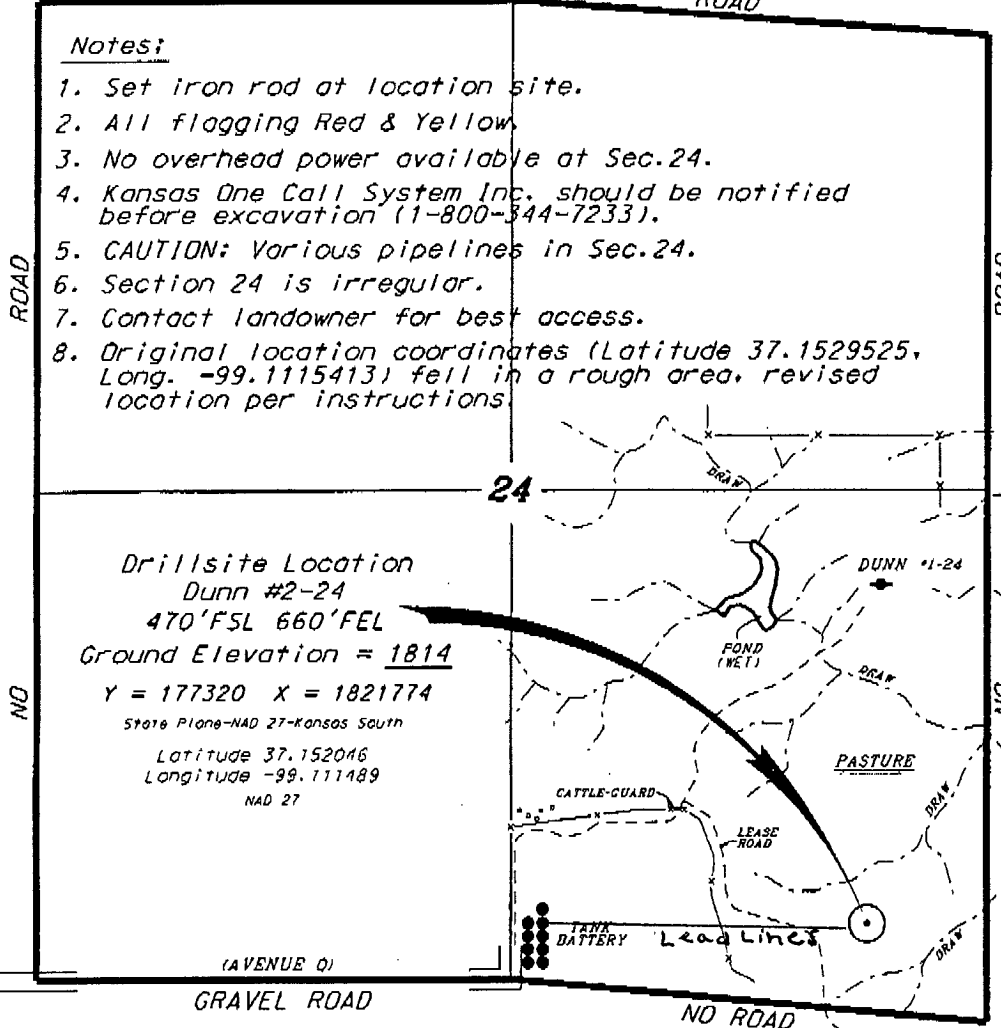 ROAD
Notes:
1. Set iron rod at location site.
2. All flagging Red & Yellow.
3. No overhead power available at Sec.24.
4. Kansas One Call System Inc. should be notified
before excavation (1-800-344-7233).
5. CAUTION: Various pipelines in Sec.24.
6. Section 24 is irregular.
7. Contact landowner for best access.
8. Original location coordinates (Latitude 37.1529525,
Long. -99.1115413) fell in a rough area, revised
location per instructions.
ROAD
ROAD
24
DRAW
Drillsite Location
Dunn #2-24
470'FSL 660'FEL
Ground Elevation = 1814
Y = 177320 X = 1821774
State Plane-NAD 27-Kansas South
Latitude 37.152046
Longitude -99.111489
NAD 27
DUNN #1-24
POND
(WET)
DRAW
NO
NO
PASTURE
CATTLE-GUARD
DRAW
LEASE
ROAD
TANK
BATTERY
Lead Lines
DRAW
(AVENUE Q)
GRAVEL ROAD
NO ROAD